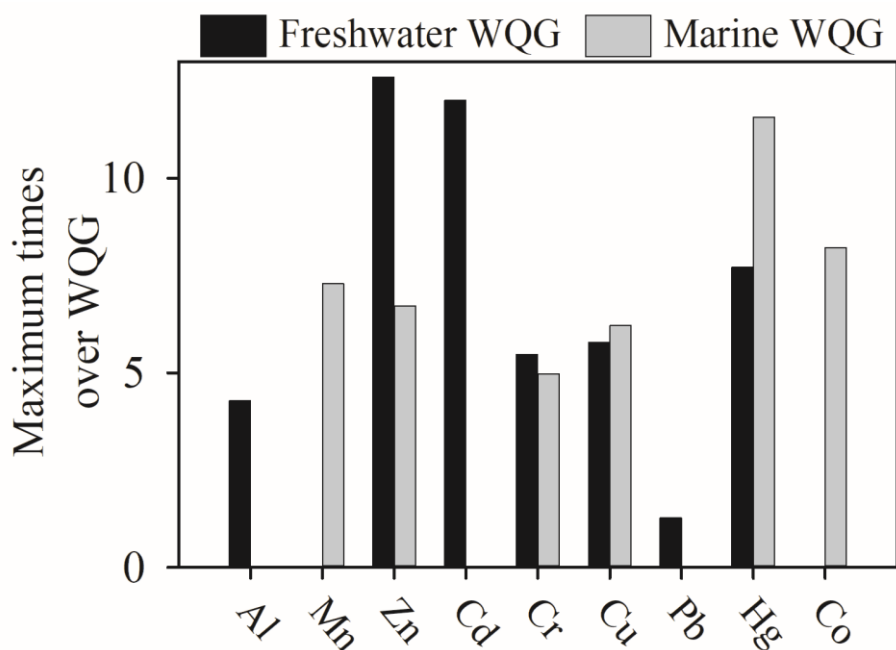 Freshwater WQG Marine WQG
Maximum times
over WQG
10
5
0
Al Mn Zn Cd Cr Cu Pb Hg Co